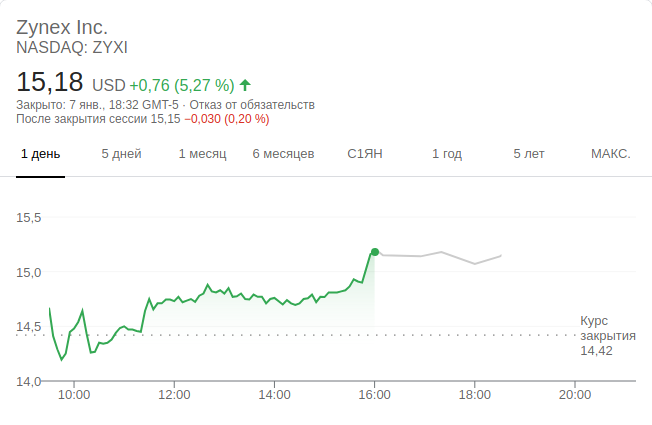 Zynex Inc.
NASDAQ: ZYXI
15,18 USD +0,76 (5,27 %)
Закрыто: 7 янв., 18:32 GMT-5 · Отказ от обязательств
После закрытия сессии 15,15 −0,030 (0,20 %)
1 день 5 дней 1 месяц 6 месяцев С1ЯН 1 год 5 лет МАКС.
15,5
15,0
14,5
Курс
закрытия
14,42
14,0
10:00 12:00 14:00 16:00 18:00 20:00